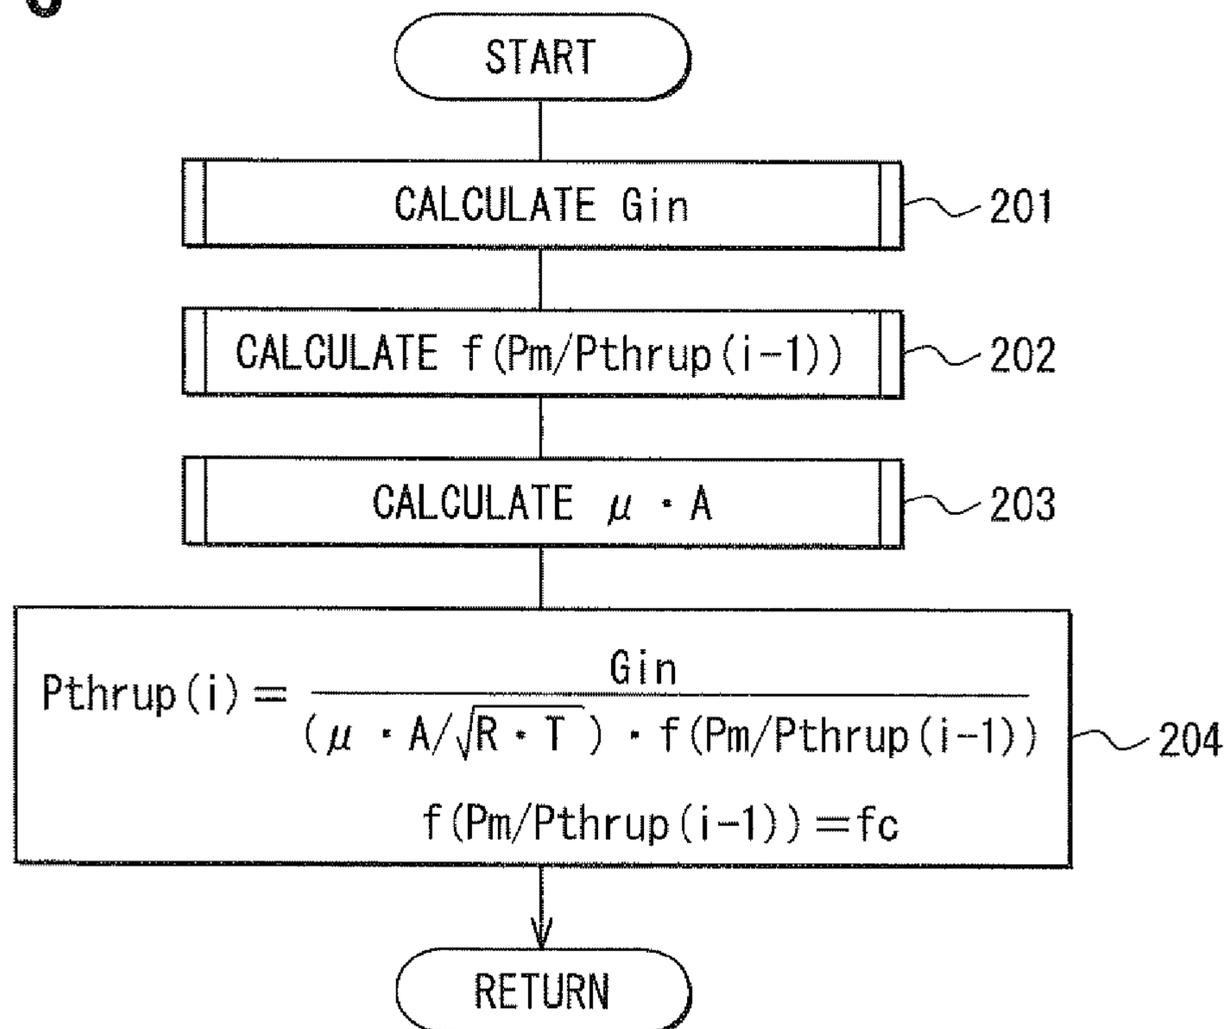 START
CALCULATE Gin
201
CALCULATE f(Pm/Pthrup(i-1))
202
CALCULATE μ・A
203
Pthrup(i)=
Gin
(μ・A/√R・T)・f(Pm/Pthrup(i-1))
204
f(Pm/Pthrup(i-1))=fc
RETURN